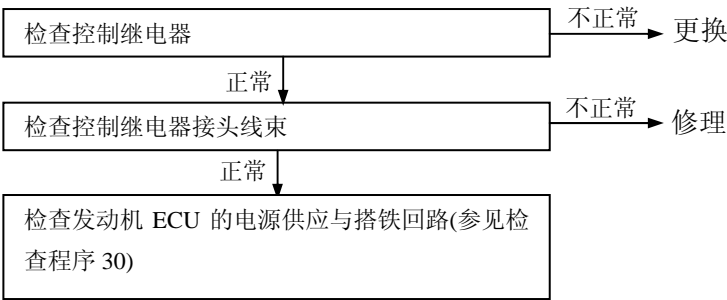 检查控制继电器
不正常
更换
正常
检查控制继电器接头线束
不正常
修理
正常
检查发动机 ECU 的电源供应与搭铁回路(参见检
查程序 30)